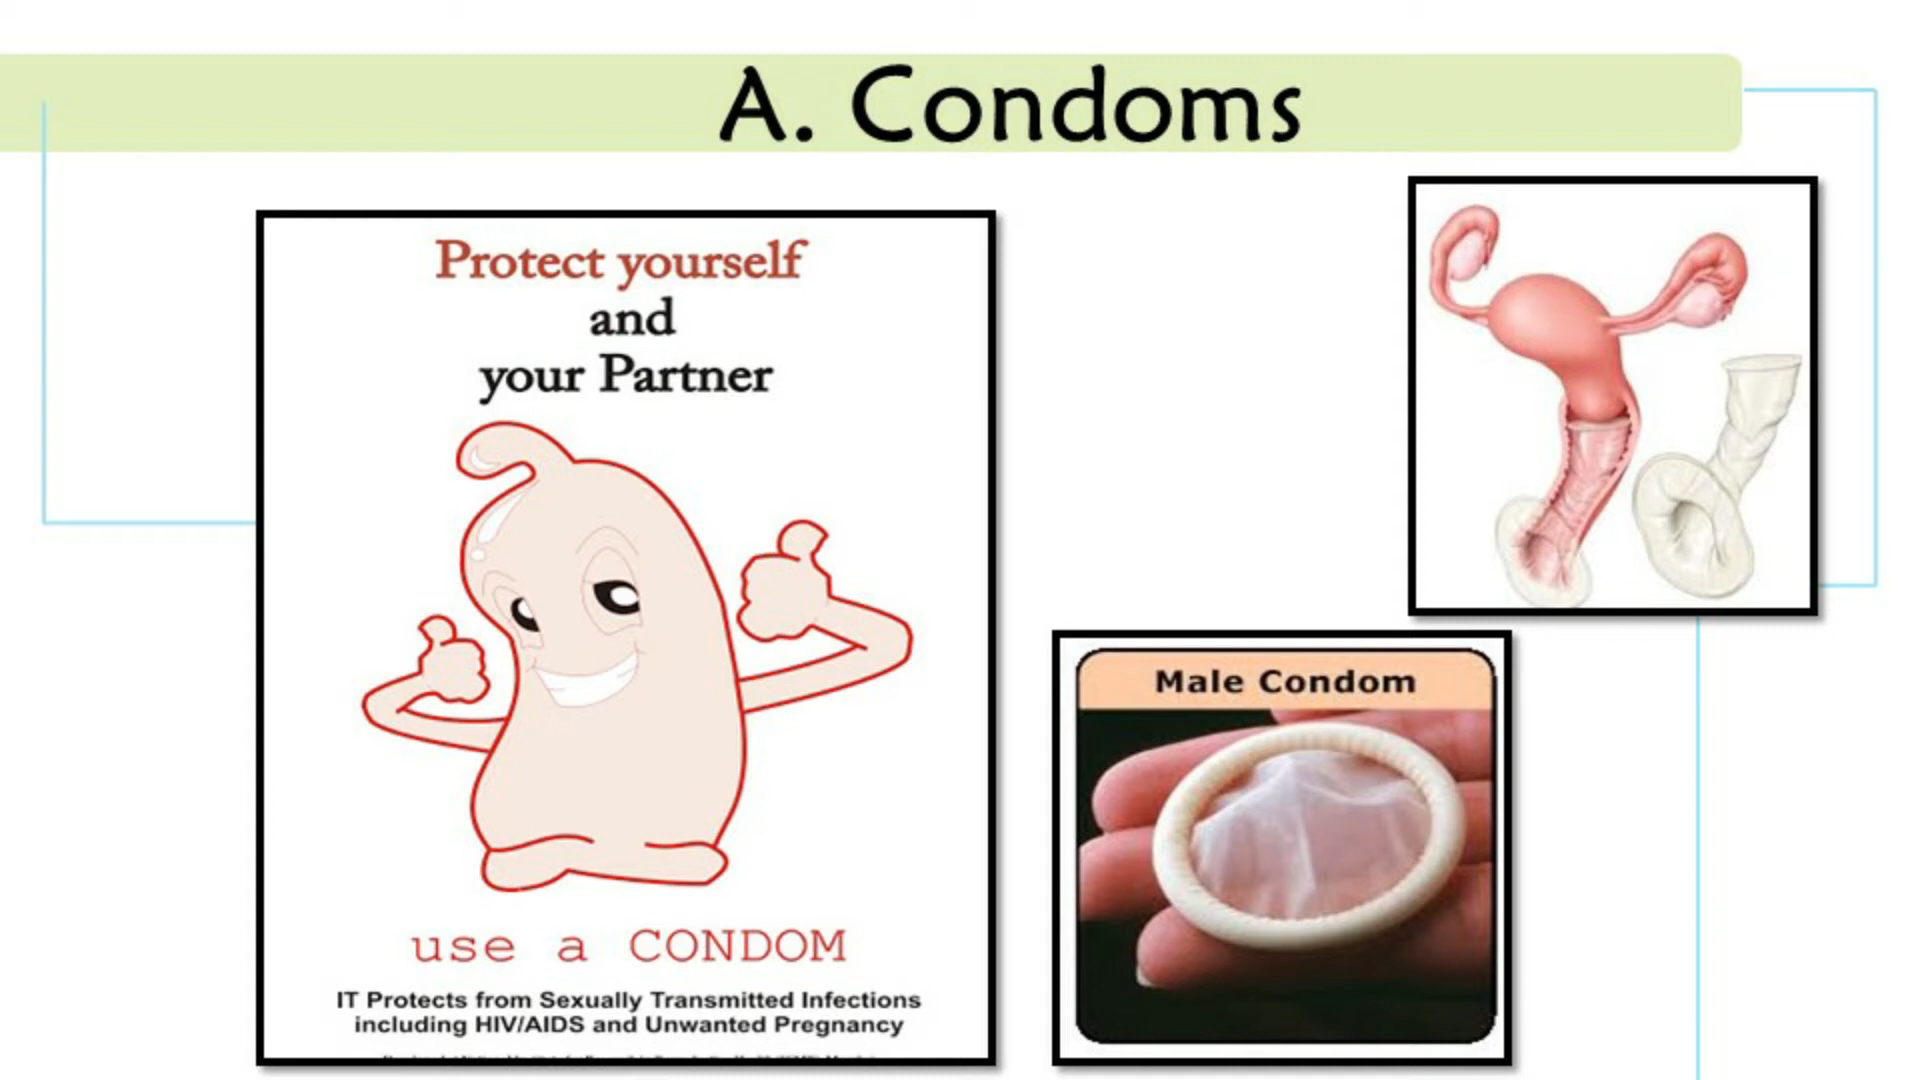 A. Condoms
Protect yourself
and
your Partner
use a CONDOM
IT Protects from Sexually Transmitted Infections
including HIV/AIDS and Unwanted Pregnancy
Male Condom